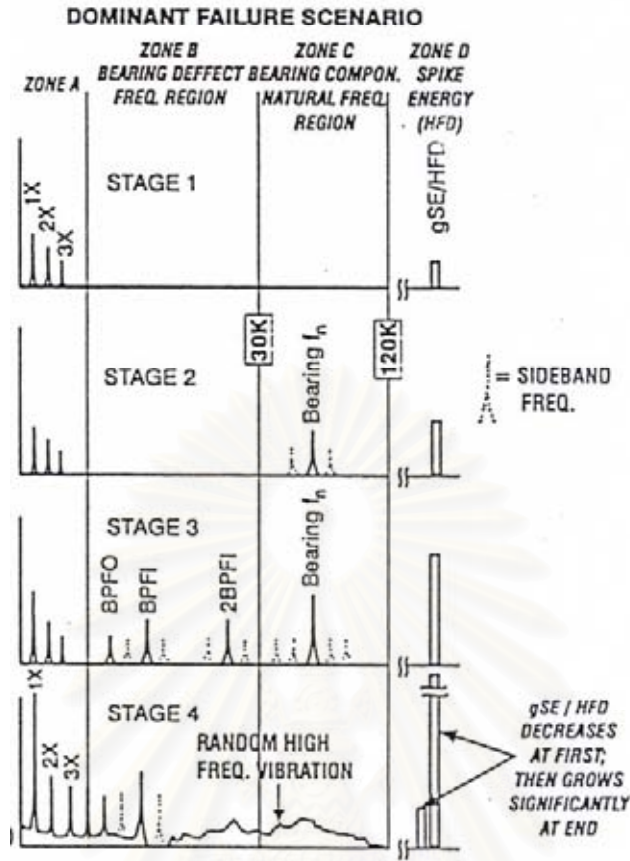 DOMINANT FAILURE SCENARIO
ZONE A
ZONE B
BEARING DEFFECT
FREQ. REGION
ZONE C
BEARING COMPON.
NATURAL FREQ.
REGION
ZONE D
SPIKE
ENERGY
(HFD)
STAGE 1
1X
2X
3X
gSE/HFD
30K
120K
STAGE 2
Bearing fn
= SIDEBAND
FREQ.
STAGE 3
BPFO
BPFI
2BPFI
Bearing fn
STAGE 4
1X
2X
3X
RANDOM HIGH
FREQ. VIBRATION
gSE / HFD
DECREASES
AT FIRST;
THEN GROWS
SIGNIFICANTLY
AT END